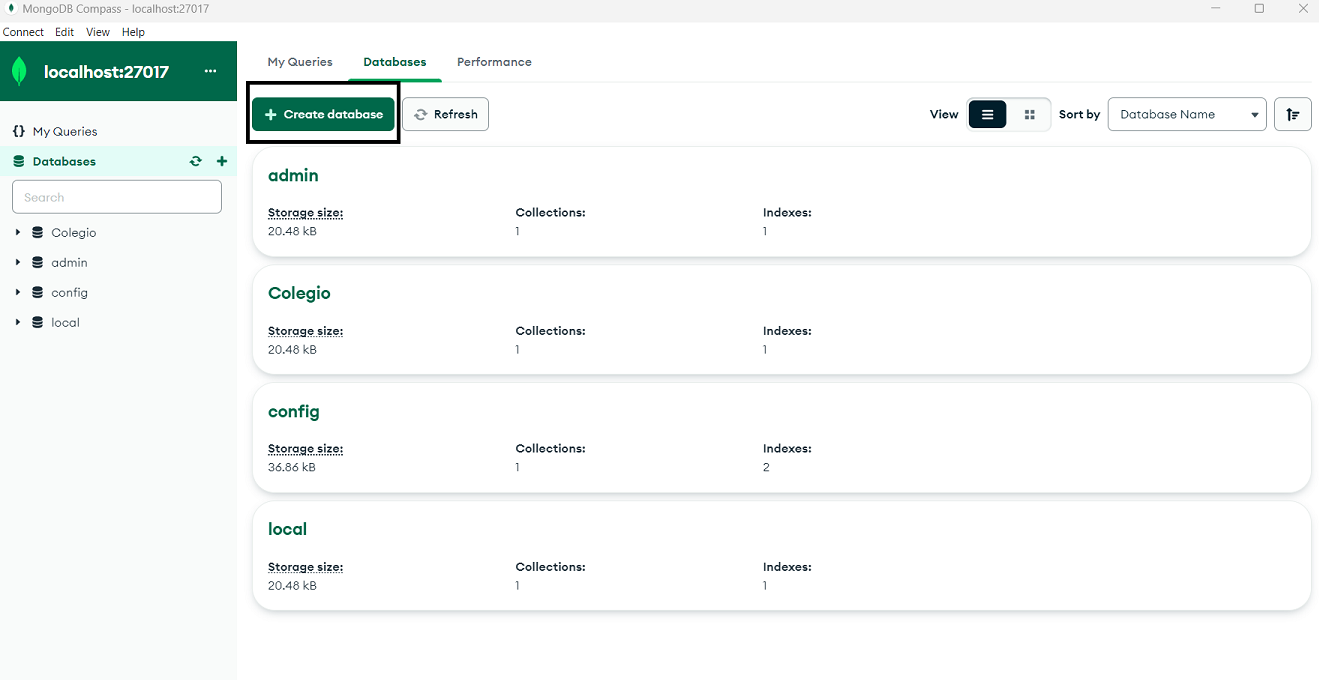 MongoDB Compass - localhost:27017
Connect Edit View Help
localhost:27017 ...
My Queries Databases Performance
+ Create database Refresh
View Sort by Database Name
{} My Queries
Databases +
Search
Colegio
admin
config
local
admin
Storage size: Collections: Indexes:
20.48 kB 1 1
Colegio
Storage size: Collections: Indexes:
20.48 kB 1 1
config
Storage size: Collections: Indexes:
36.86 kB 1 2
local
Storage size: Collections: Indexes:
20.48 kB 1 1